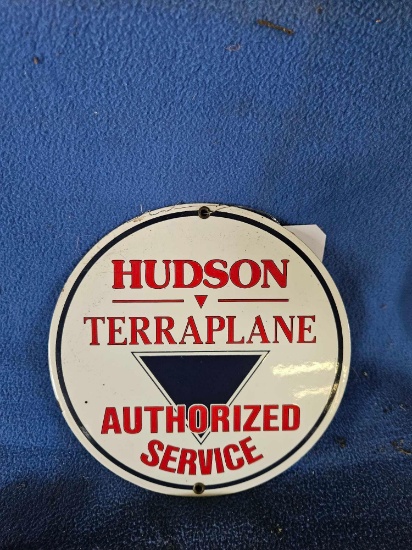 HUDSON
TERRAPLANE
AUTHORIZED
SERVICE